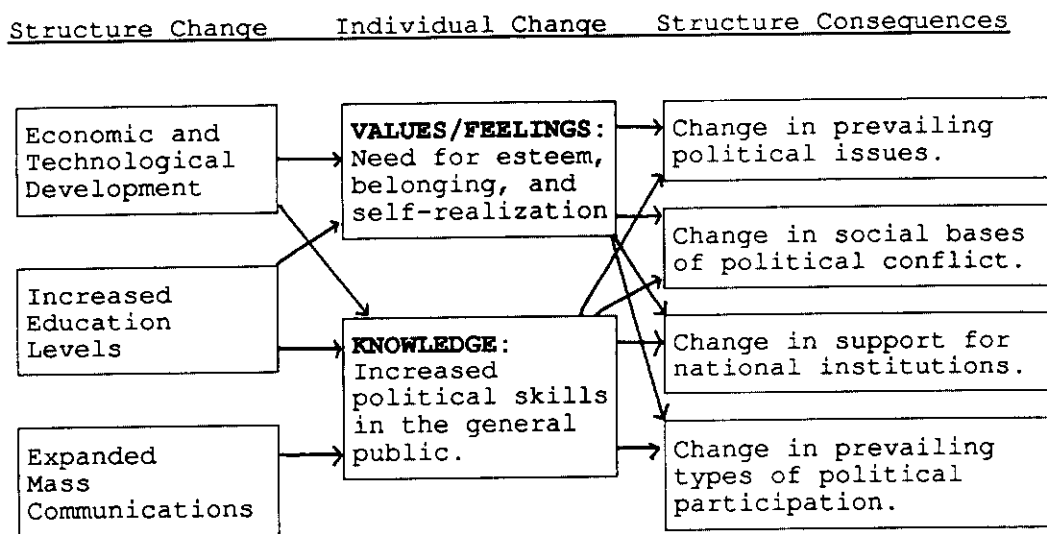 Structure Change Individual Change Structure Consequences
Economic and
Technological
Development
Increased
Education
Levels
Expanded
Mass
Communications
VALUES/FEELINGS:
Need for esteem,
belonging, and
self-realization
KNOWLEDGE:
Increased
political skills
in the general
public.
Change in prevailing
political issues.
Change in social bases
of political conflict.
Change in support for
national institutions.
Change in prevailing
types of political
participation.